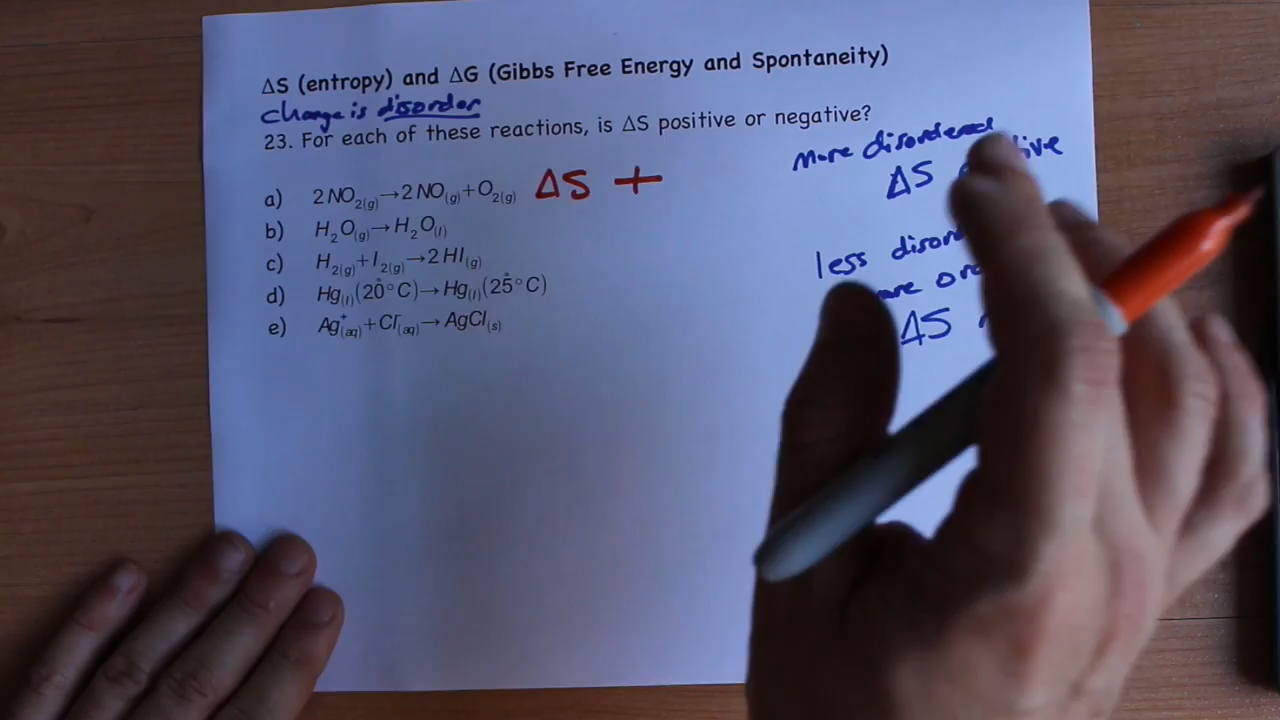 ΔS (entropy) and ΔG (Gibbs Free Energy and Spontaneity)
change is disorder
23. For each of these reactions, is ΔS positive or negative?
a) 2NO₂(g)→2NO(g)+O₂(g) ΔS +
b) H₂O(g)→H₂O(l)
c) H₂(g)+I₂(g)→2HI(g)
d) Hg(l)(20°C)→Hg(l)(25°C)
e) Ag⁺(aq)+Cl⁻(aq)→AgCl(s)
more disordered
ΔS
less
ΔS